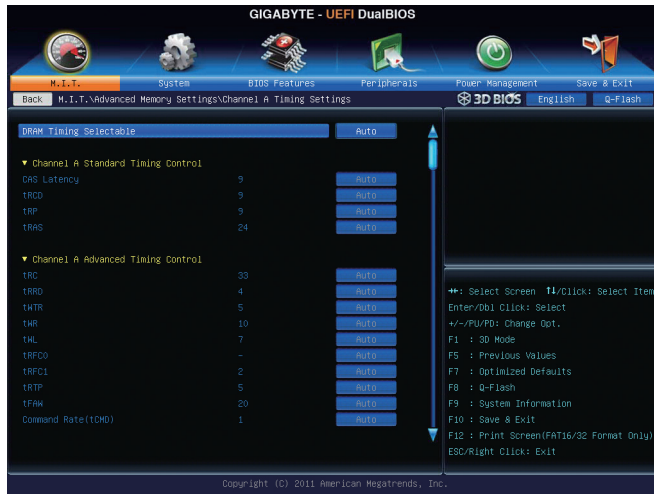 GIGABYTE - UEFI DualBIOS
M.I.T. System BIOS Features Peripherals Power Management Save & Exit
Back M.I.T.\Advanced Memory Settings\Channel A Timing Settings 3D BIOS English Q-Flash
DRAM Timing Selectable Auto
▼ Channel A Standard Timing Control
CAS Latency 9 Auto
tRCD 9 Auto
tRP 9 Auto
tRAS 24 Auto
▼ Channel A Advanced Timing Control
tRC 33 Auto
tRRD 4 Auto
tWTR 5 Auto
tWR 10 Auto
tWL 7 Auto
tRFC0 - Auto
tRFC1 2 Auto
tRTP 5 Auto
tFAW 20 Auto
Command Rate(tCMD) 1 Auto
→←: Select Screen ↑↓/Click: Select Item
Enter/Dbl Click: Select
+/-/PU/PD: Change Opt.
F1 : 3D Mode
F5 : Previous Values
F7 : Optimized Defaults
F8 : Q-Flash
F9 : System Information
F10 : Save & Exit
F12 : Print Screen(FAT16/32 Format Only)
ESC/Right Click: Exit
Copyright (C) 2011 American Megatrends, Inc.